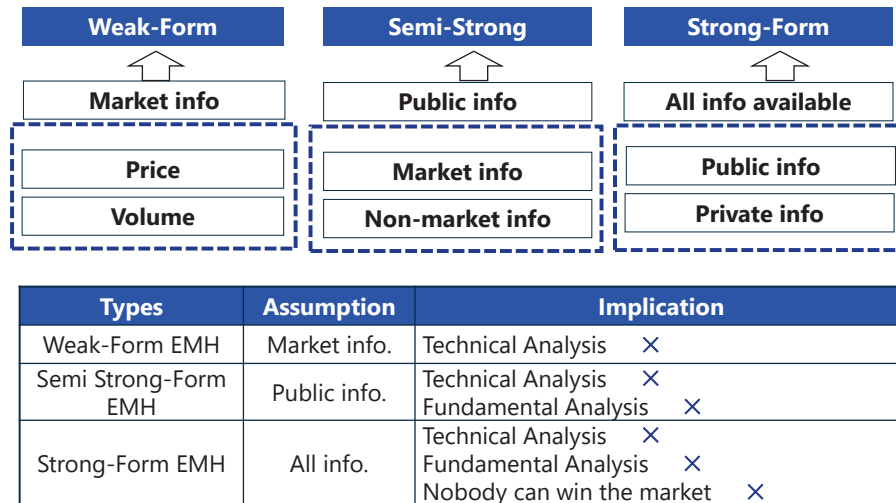 Weak-Form
Semi-Strong
Strong-Form
Market info
Public info
All info available
Price
Market info
Public info
Volume
Non-market info
Private info
Types Assumption Implication
Weak-Form EMH Market info. Technical Analysis ×
Semi Strong-Form
EMH
Public info.
Technical Analysis ×
Fundamental Analysis ×
Strong-Form EMH All info.
Technical Analysis ×
Fundamental Analysis ×
Nobody can win the market ×